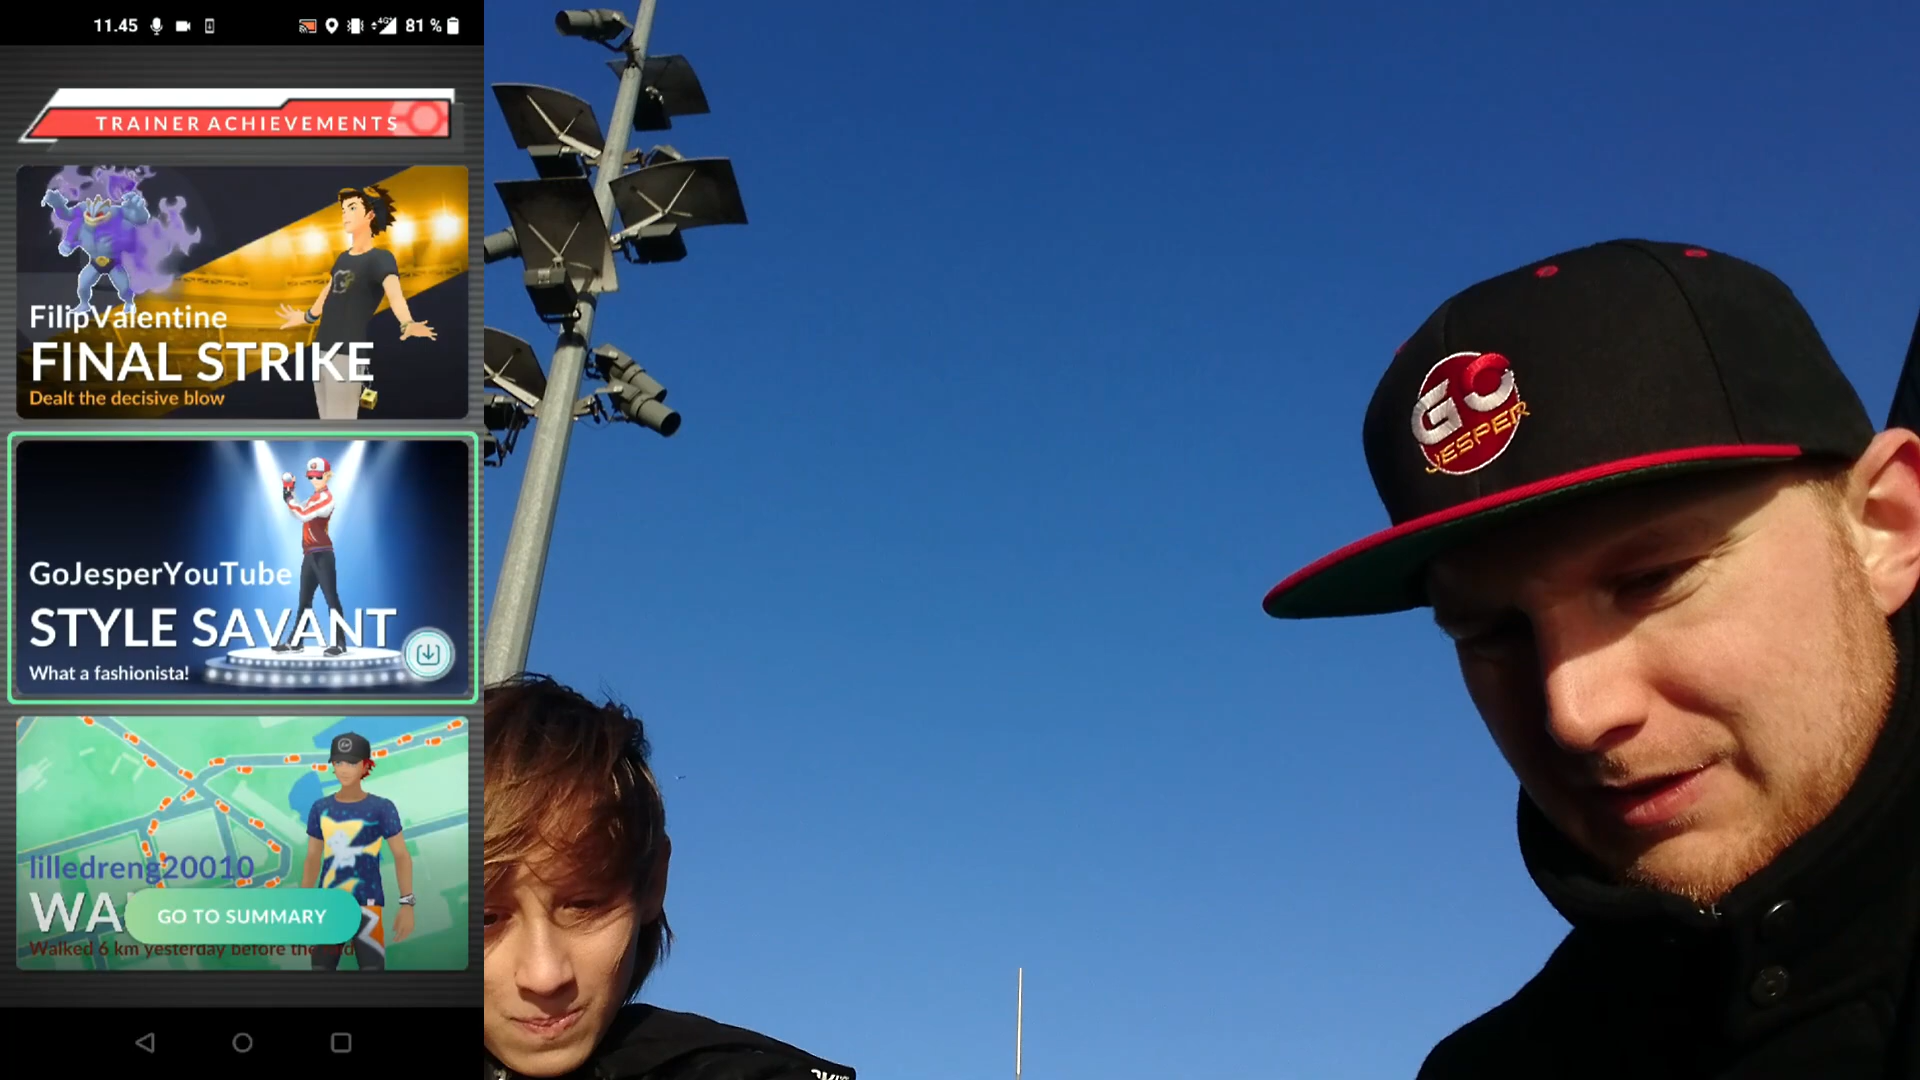 11.45
4G
81 %
TRAINER ACHIEVEMENTS
FilipValentine
FINAL STRIKE
Dealt the decisive blow
GoJesperYouTube
STYLE SAVANT
What a fashionista!
lilledreng20010
WA
GO TO SUMMARY
Walked 6 km yesterday before the
GO
JESPER